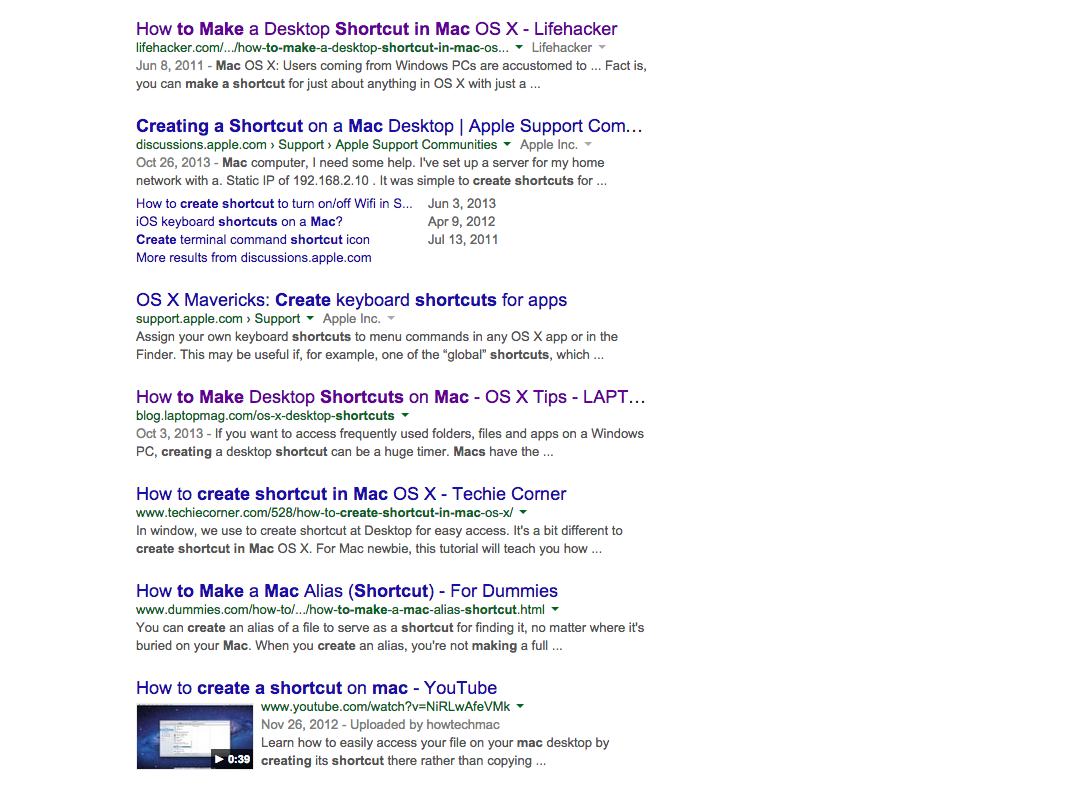 How to Make a Desktop Shortcut in Mac OS X - Lifehacker
lifehacker.com/.../how-to-make-a-desktop-shortcut-in-mac-os... Lifehacker
Jun 8, 2011 - Mac OS X: Users coming from Windows PCs are accustomed to ... Fact is,
you can make a shortcut for just about anything in OS X with just a ...
Creating a Shortcut on a Mac Desktop | Apple Support Com...
discussions.apple.com › Support › Apple Support Communities Apple Inc.
Oct 26, 2013 - Mac computer, I need some help. I've set up a server for my home
network with a. Static IP of 192.168.2.10 . It was simple to create shortcuts for ...
How to create shortcut to turn on/off Wifi in S... Jun 3, 2013
iOS keyboard shortcuts on a Mac? Apr 9, 2012
Create terminal command shortcut icon Jul 13, 2011
More results from discussions.apple.com
OS X Mavericks: Create keyboard shortcuts for apps
support.apple.com › Support Apple Inc.
Assign your own keyboard shortcuts to menu commands in any OS X app or in the
Finder. This may be useful if, for example, one of the “global” shortcuts, which ...
How to Make Desktop Shortcuts on Mac - OS X Tips - LAPT...
blog.laptopmag.com/os-x-desktop-shortcuts
Oct 3, 2013 - If you want to access frequently used folders, files and apps on a Windows
PC, creating a desktop shortcut can be a huge timer. Macs have the ...
How to create shortcut in Mac OS X - Techie Corner
www.techiecorner.com/528/how-to-create-shortcut-in-mac-os-x/
In window, we use to create shortcut at Desktop for easy access. It's a bit different to
create shortcut in Mac OS X. For Mac newbie, this tutorial will teach you how ...
How to Make a Mac Alias (Shortcut) - For Dummies
www.dummies.com/how-to/.../how-to-make-a-mac-alias-shortcut.html
You can create an alias of a file to serve as a shortcut for finding it, no matter where it's
buried on your Mac. When you create an alias, you're not making a full ...
How to create a shortcut on mac - YouTube
www.youtube.com/watch?v=NiRLwAfeVMk
Nov 26, 2012 - Uploaded by howtechmac
Learn how to easily access your file on your mac desktop by
creating its shortcut there rather than copying ...
0:39